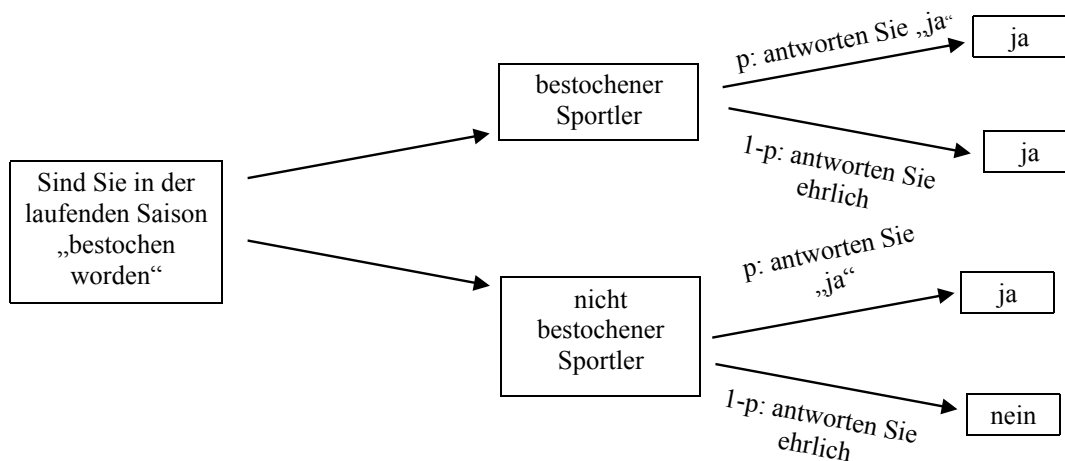 Sind Sie in der
laufenden Saison
„bestochen
worden“
bestochener
Sportler
p: antworten Sie „ja“
ja
1-p: antworten Sie
ehrlich
ja
nicht
bestochener
Sportler
p: antworten Sie
„ja“
ja
1-p: antworten Sie
ehrlich
nein